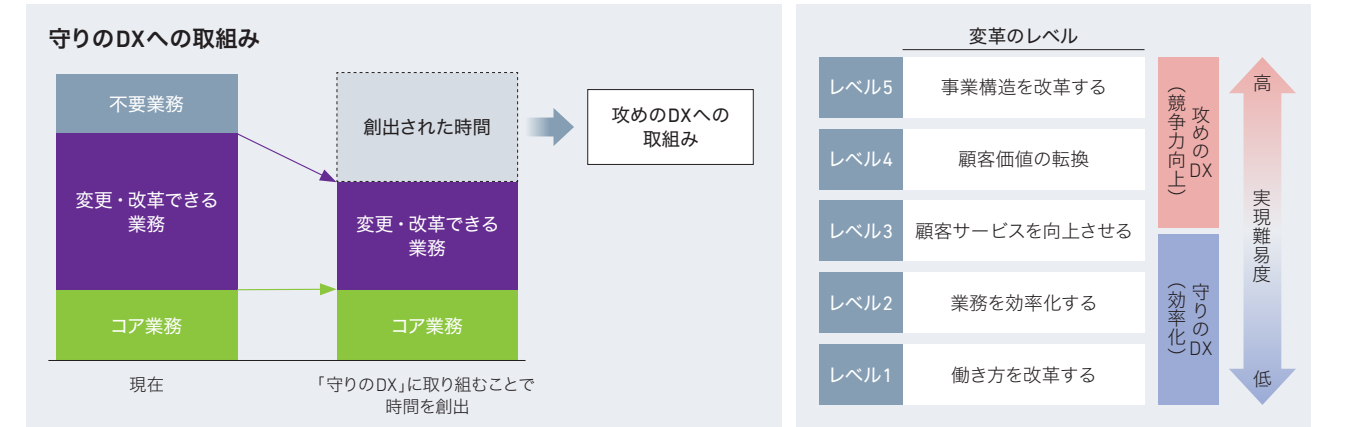 守りのDXへの取組み
不要業務
変更・改革できる
業務
コア業務
現在
創出された時間
変更・改革できる
業務
コア業務
「守りのDX」に取り組むことで
時間を創出
攻めのDXへの
取組み
変革のレベル
レベル5
事業構造を改革する
レベル4
顧客価値の転換
レベル3
顧客サービスを向上させる
レベル2
業務を効率化する
レベル1
働き方を改革する
攻めのDX
（競争力向上）
守りのDX
（効率化）
高
実現難易度
低